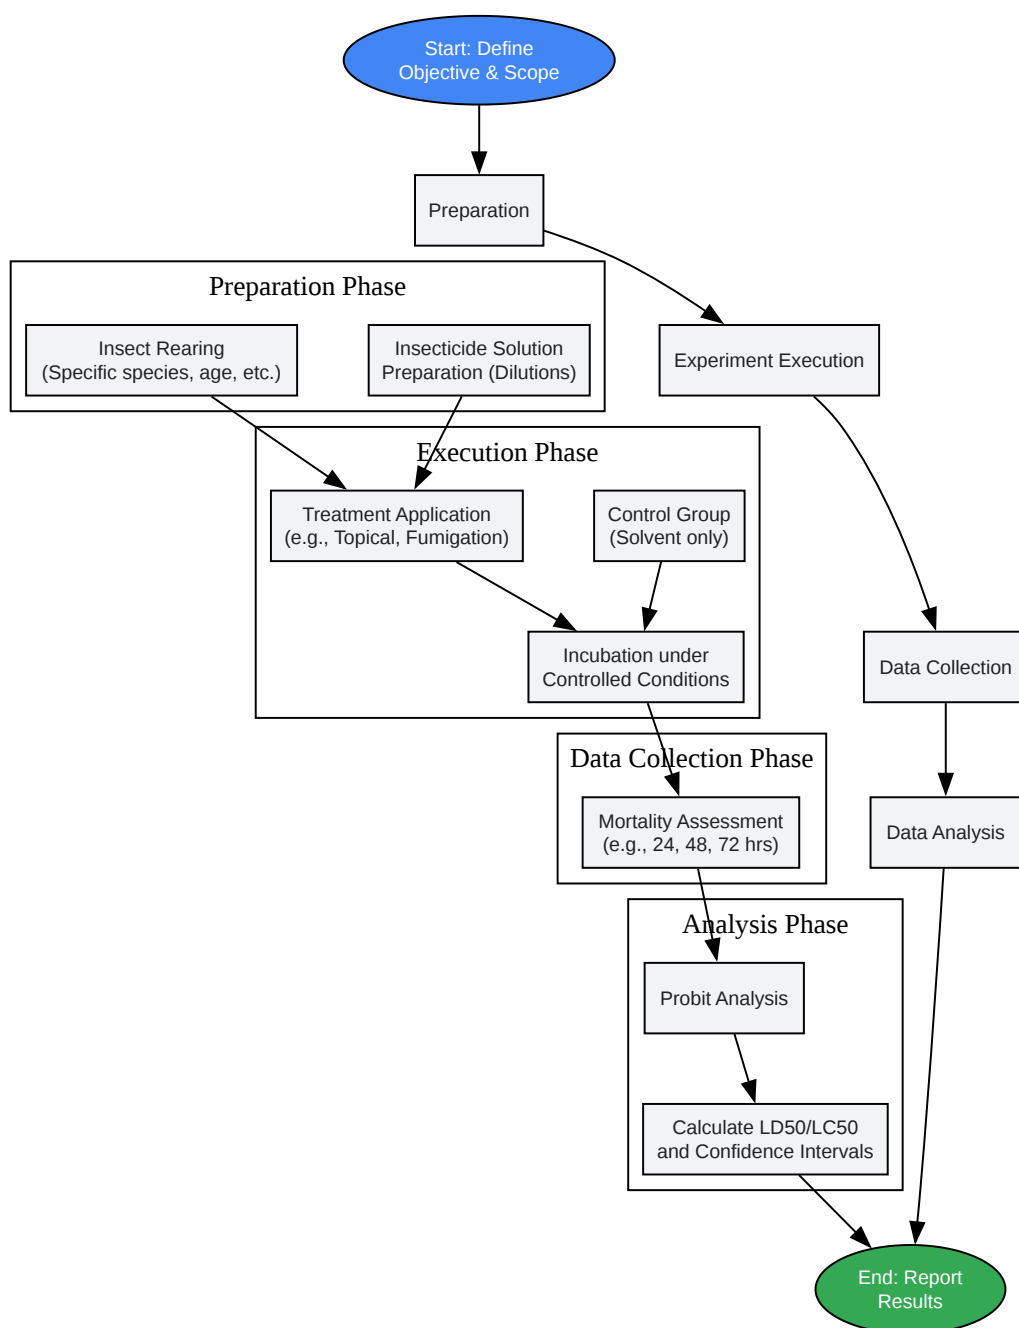 Start: Define
Objective & Scope
Preparation
Preparation Phase
Insect Rearing
(Specific species, age, etc.)
Insecticide Solution
Preparation (Dilutions)
Experiment Execution
Execution Phase
Treatment Application
(e.g., Topical, Fumigation)
Control Group
(Solvent only)
Incubation under
Controlled Conditions
Data Collection
Data Collection Phase
Mortality Assessment
(e.g., 24, 48, 72 hrs)
Data Analysis
Analysis Phase
Probit Analysis
Calculate LD50/LC50
and Confidence Intervals
End: Report
Results